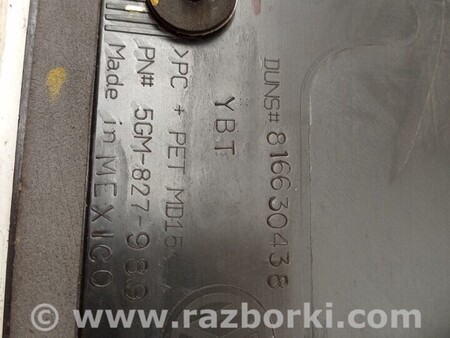 DUNS# 816630438
YBT
>PC + PET MD15
PN# 5GM-827-989
Made in MEXICO
© www.razborki.com